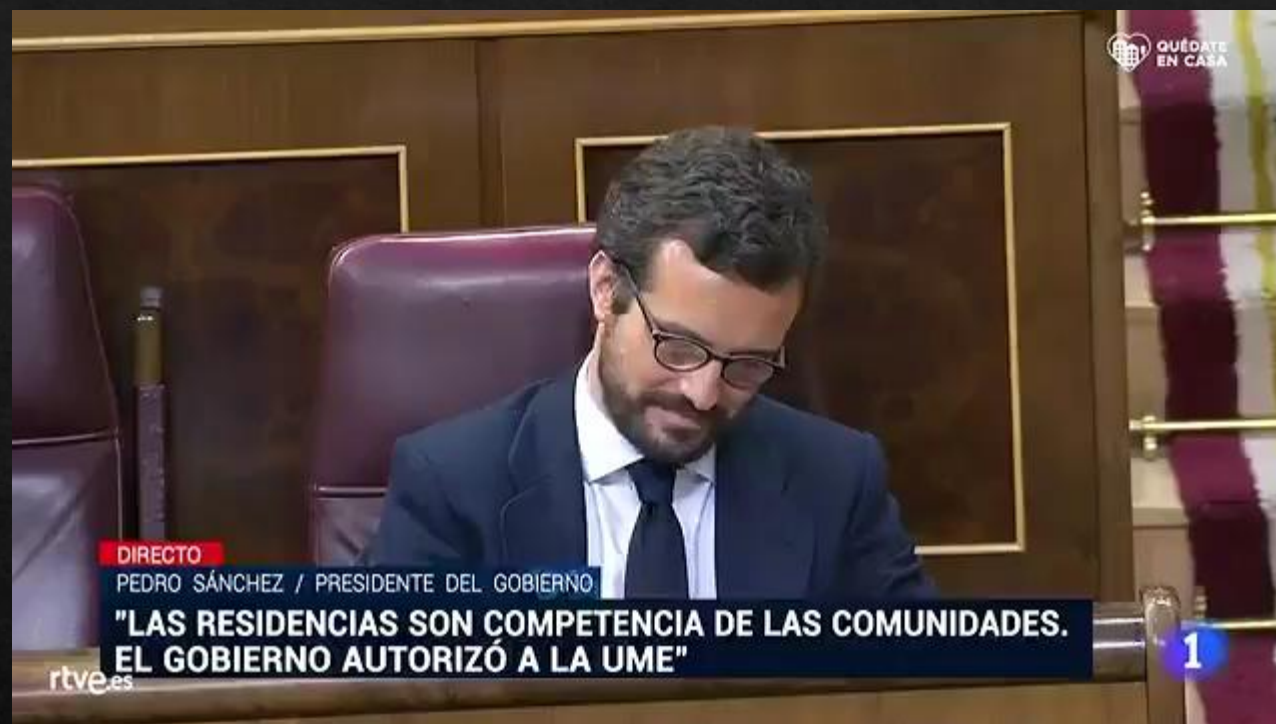 QUÉDATE
EN CASA
DIRECTO
PEDRO SÁNCHEZ / PRESIDENTE DEL GOBIERNO
"LAS RESIDENCIAS SON COMPETENCIA DE LAS COMUNIDADES.
EL GOBIERNO AUTORIZÓ A LA UME"
1
rtve.es